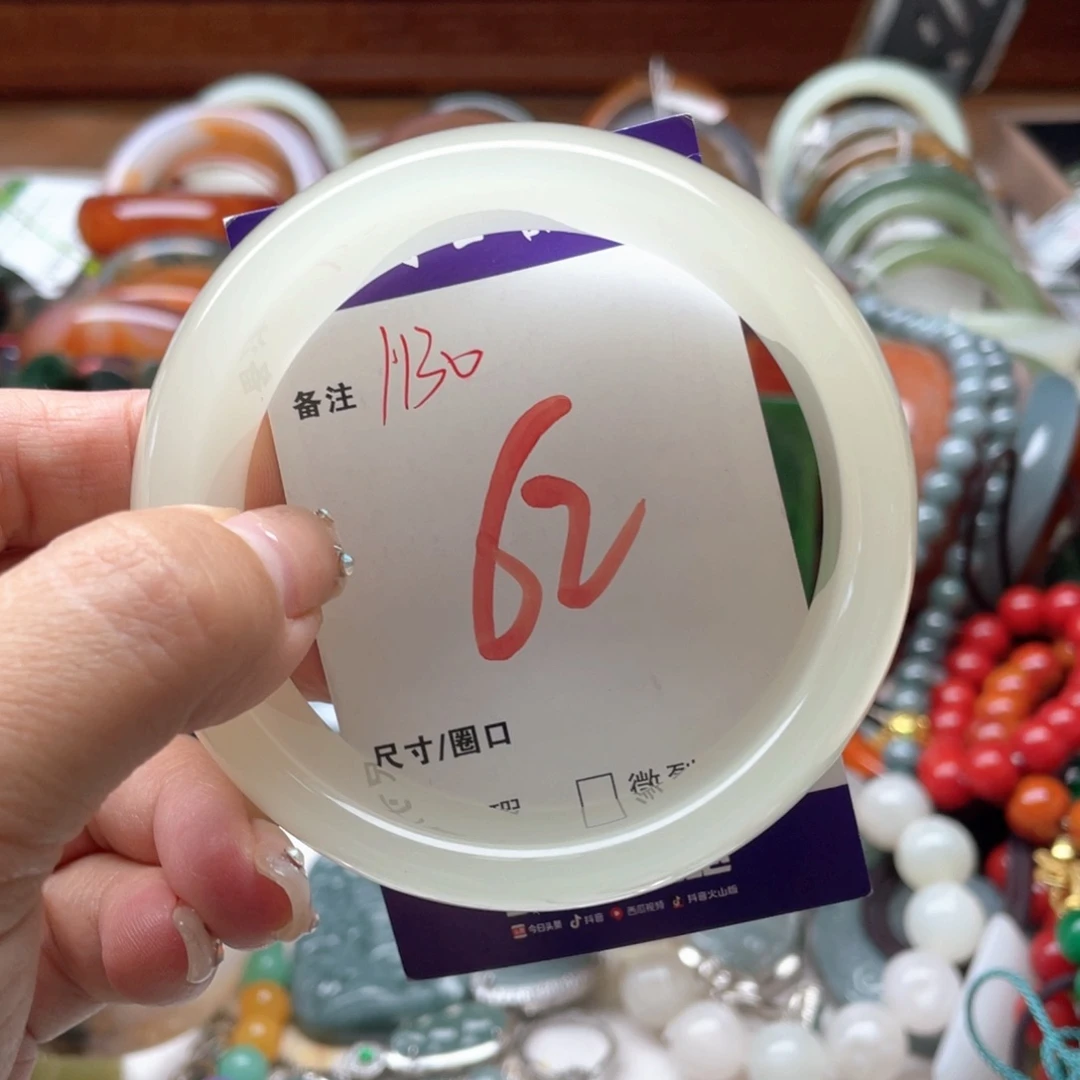 备注 1130
62
尺寸/圈口
微
今日头条 抖音 西瓜视频 抖音火山版